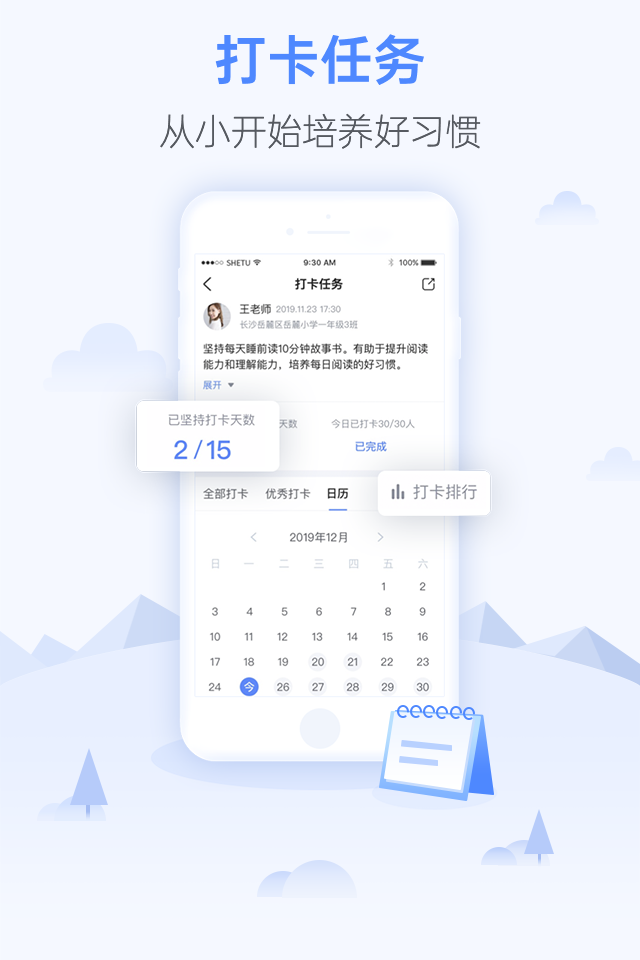 打卡任务
从小开始培养好习惯
SHETU 9:30 AM 100%
打卡任务
王老师 2019.11.23 17:30
长沙岳麓区岳麓小学一年级3班
坚持每天睡前读10分钟故事书。有助于提升阅读
能力和理解能力，培养每日阅读的好习惯。
展开
已坚持打卡天数
2/15
天数
今日已打卡30/30人
已完成
全部打卡 优秀打卡 日历
打卡排行
2019年12月
日 一 二 三 四 五 六
1 2
3 4 5 6 7 8 9
10 11 12 13 14 15 16
17 18 19 20 21 22 23
24 今 26 27 28 29 30